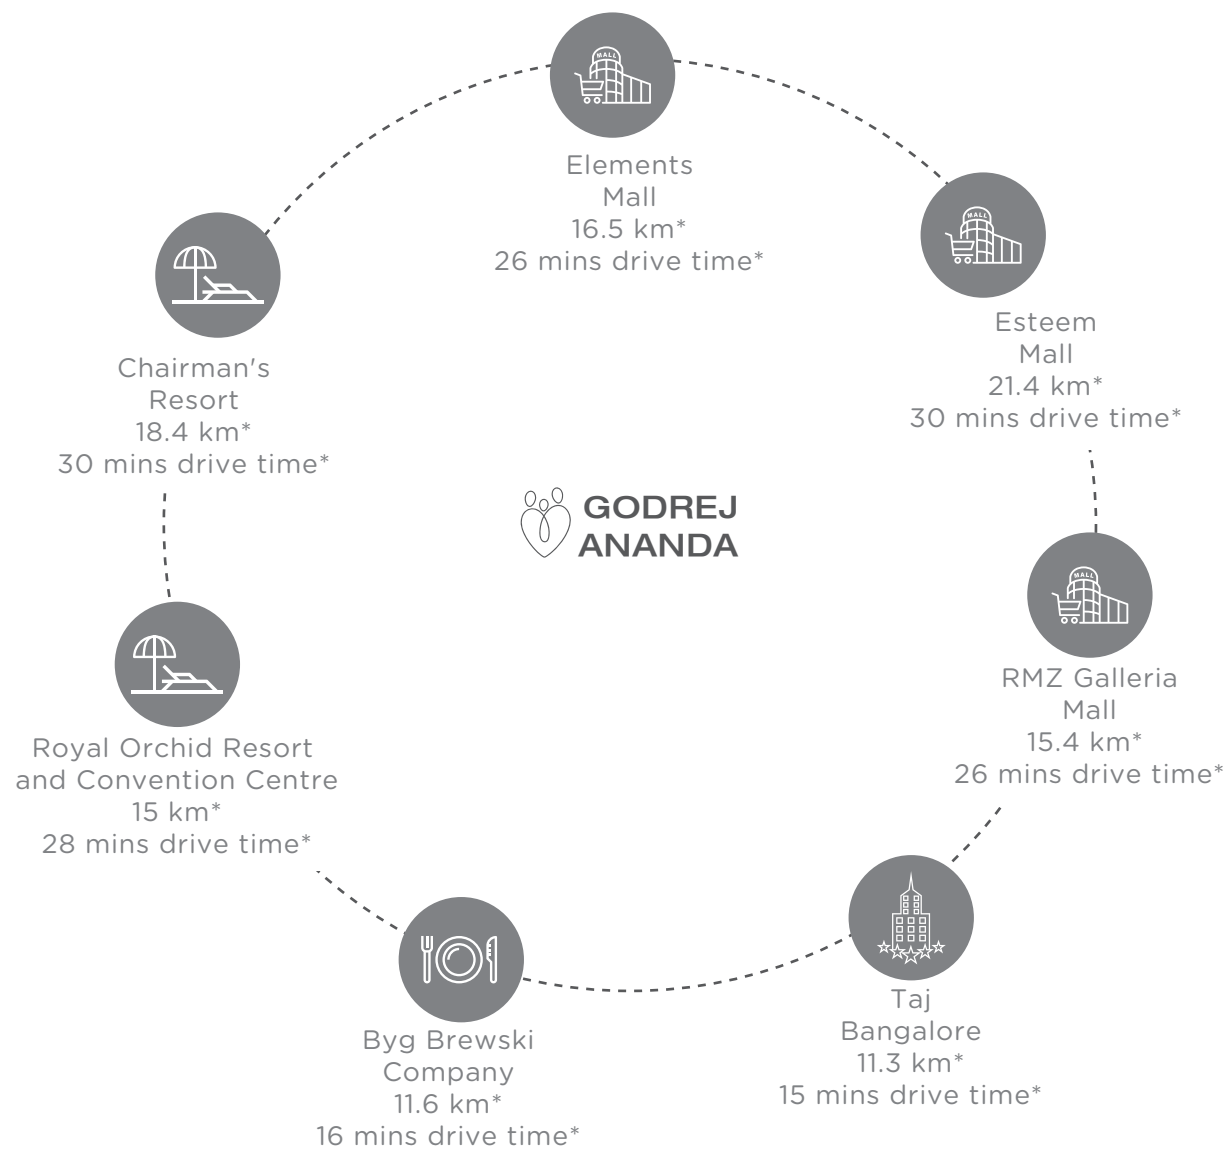 MALL
Elements
Mall
16.5 km*
26 mins drive time*
MALL
Esteem
Mall
21.4 km*
30 mins drive time*
Chairman's
Resort
18.4 km*
30 mins drive time*
GODREJ
ANANDA
MALL
RMZ Galleria
Mall
15.4 km*
26 mins drive time*
Royal Orchid Resort
and Convention Centre
15 km*
28 mins drive time*
Taj
Bangalore
11.3 km*
15 mins drive time*
Byg Brewski
Company
11.6 km*
16 mins drive time*